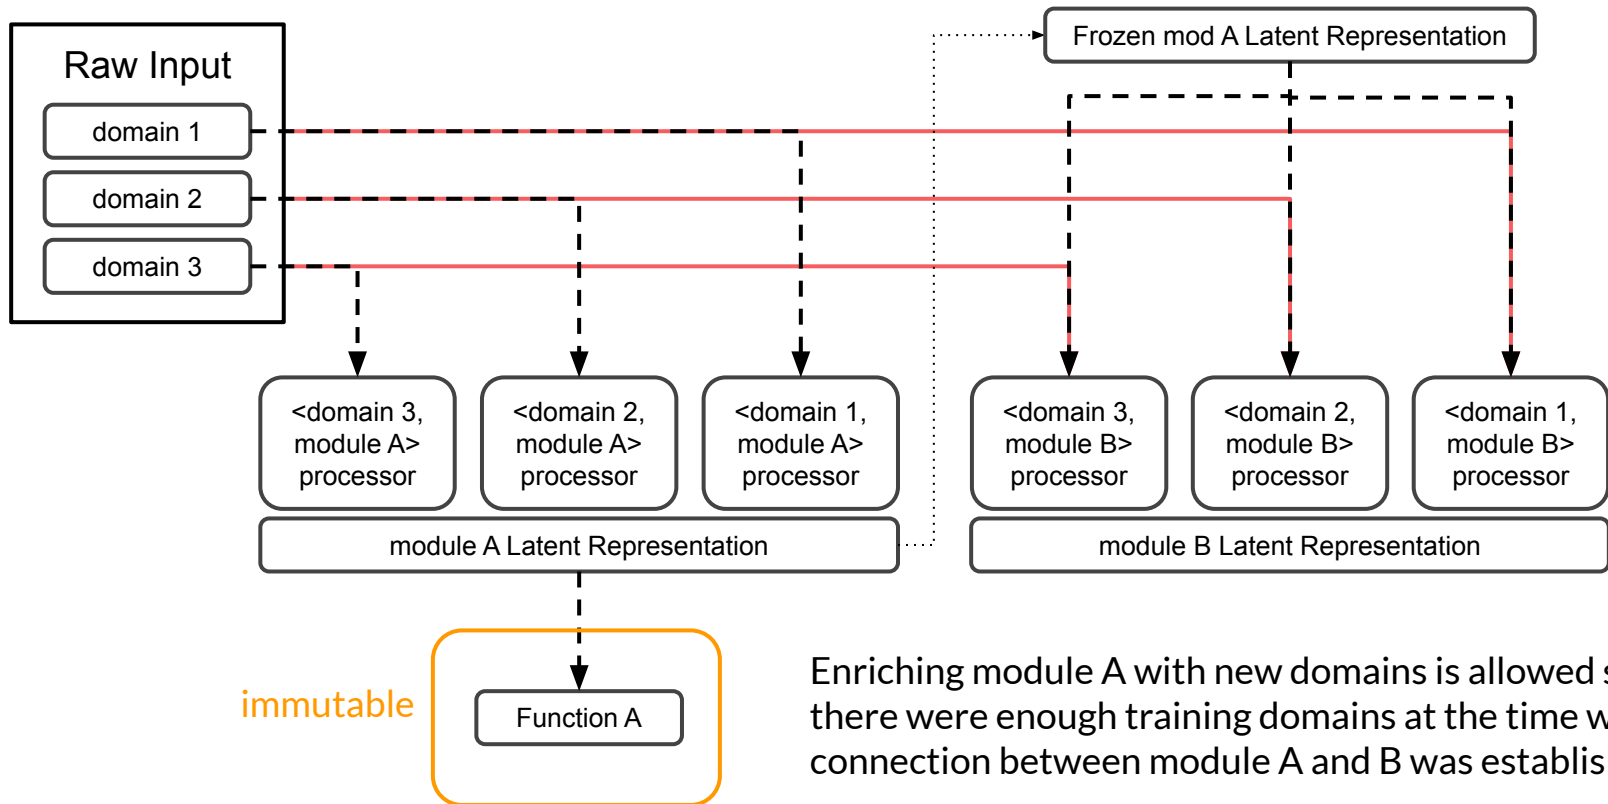 Raw Input
domain 1
domain 2
domain 3
Frozen mod A Latent Representation
<domain 3,
module A>
processor
<domain 2,
module A>
processor
<domain 1,
module A>
processor
<domain 3,
module B>
processor
<domain 2,
module B>
processor
<domain 1,
module B>
processor
module A Latent Representation
module B Latent Representation
immutable
Function A
Enriching module A with new domains is allowed
there were enough training domains at the time
connection between module A and B was